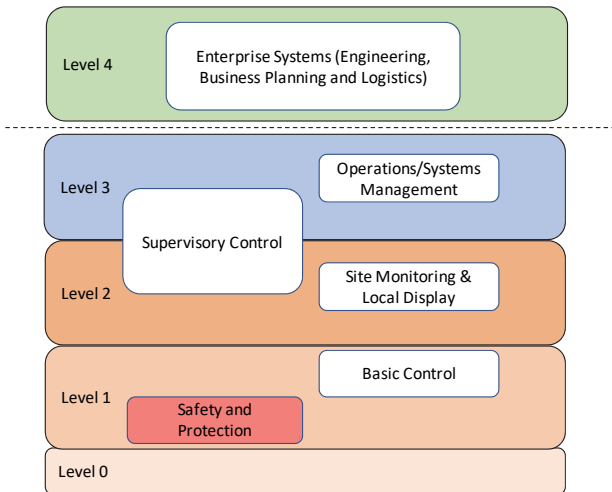 Level 4
Enterprise Systems (Engineering,
Business Planning and Logistics)
Level 3
Operations/Systems
Management
Supervisory Control
Level 2
Site Monitoring &
Local Display
Basic Control
Level 1
Safety and
Protection
Level 0